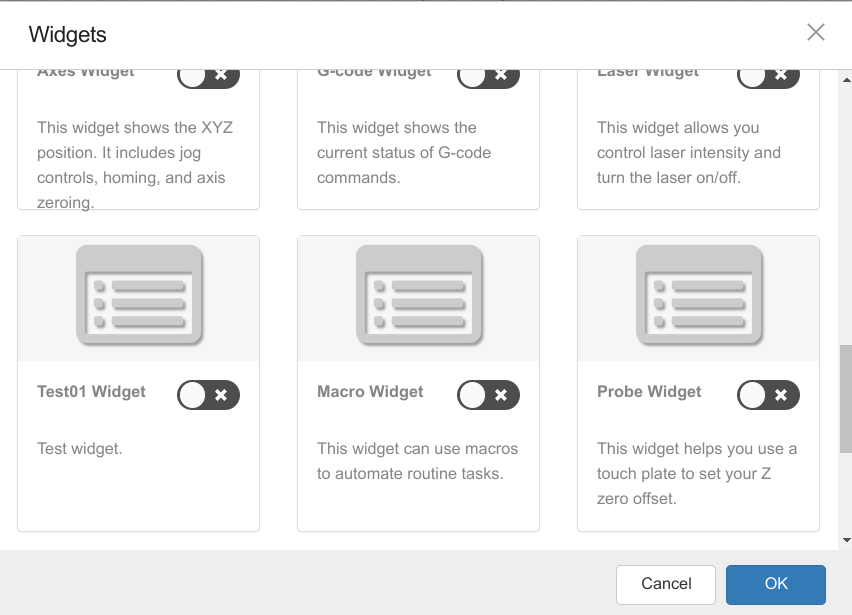 Widgets
Axes Widget
G-code Widget
Laser Widget
This widget shows the XYZ
position. It includes jog
controls, homing, and axis
zeroing.
This widget shows the
current status of G-code
commands.
This widget allows you
control laser intensity and
turn the laser on/off.
Test01 Widget
Test widget.
Macro Widget
This widget can use macros
to automate routine tasks.
Probe Widget
This widget helps you use a
touch plate to set your Z
zero offset.
Cancel
OK